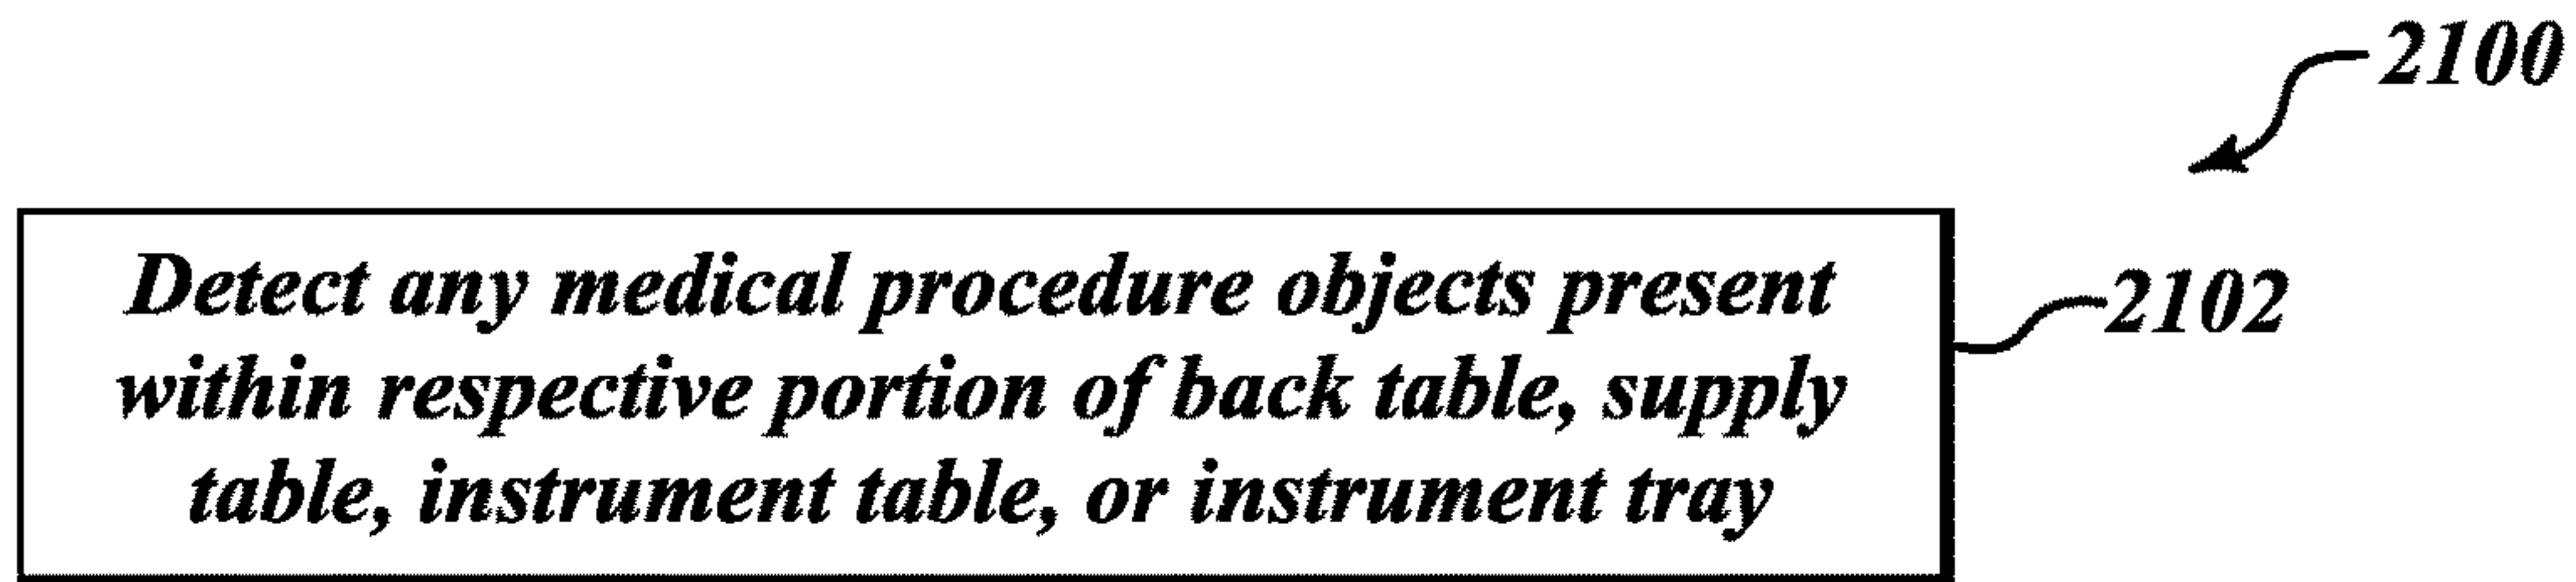 2100
Detect any medical procedure objects present
2102
within respective portion of back table, supply
table, instrument table, or instrument tray